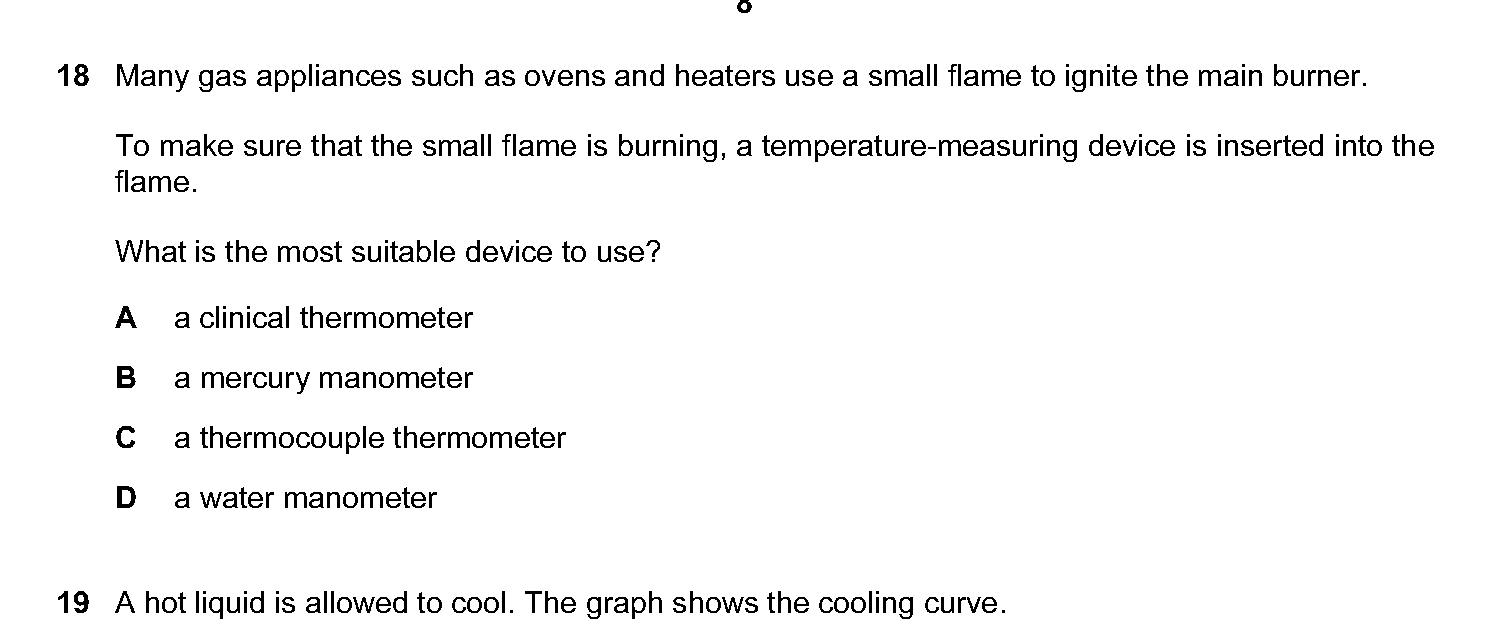 8
18 Many gas appliances such as ovens and heaters use a small flame to ignite the main burner.
To make sure that the small flame is burning, a temperature-measuring device is inserted into the
flame.
What is the most suitable device to use?
A a clinical thermometer
B a mercury manometer
C a thermocouple thermometer
D a water manometer
19 A hot liquid is allowed to cool. The graph shows the cooling curve.